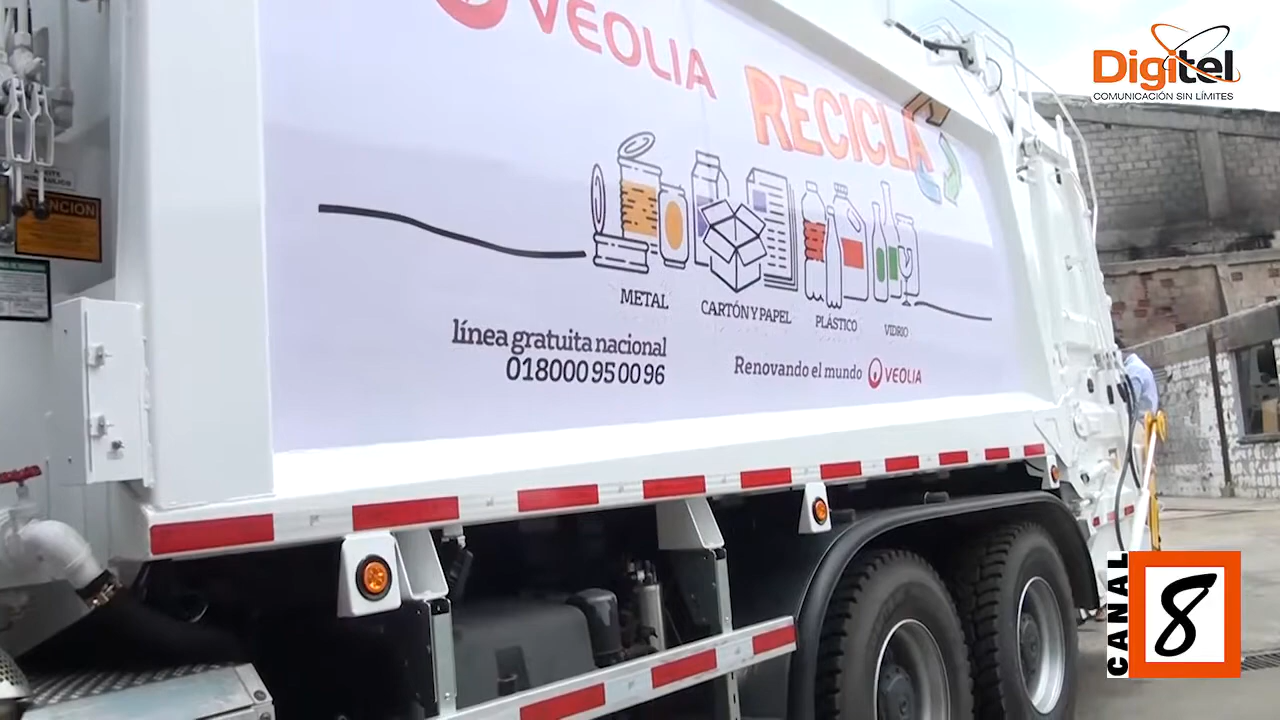 VEOLIA
RECICLA
Digitel
COMUNICACIÓN SIN LÍMITES
ATENCION
METAL
CARTÓN Y PAPEL
PLÁSTICO
VIDRIO
línea gratuita nacional
018000 95 00 96
Renovando el mundo VEOLIA
CANAL 8